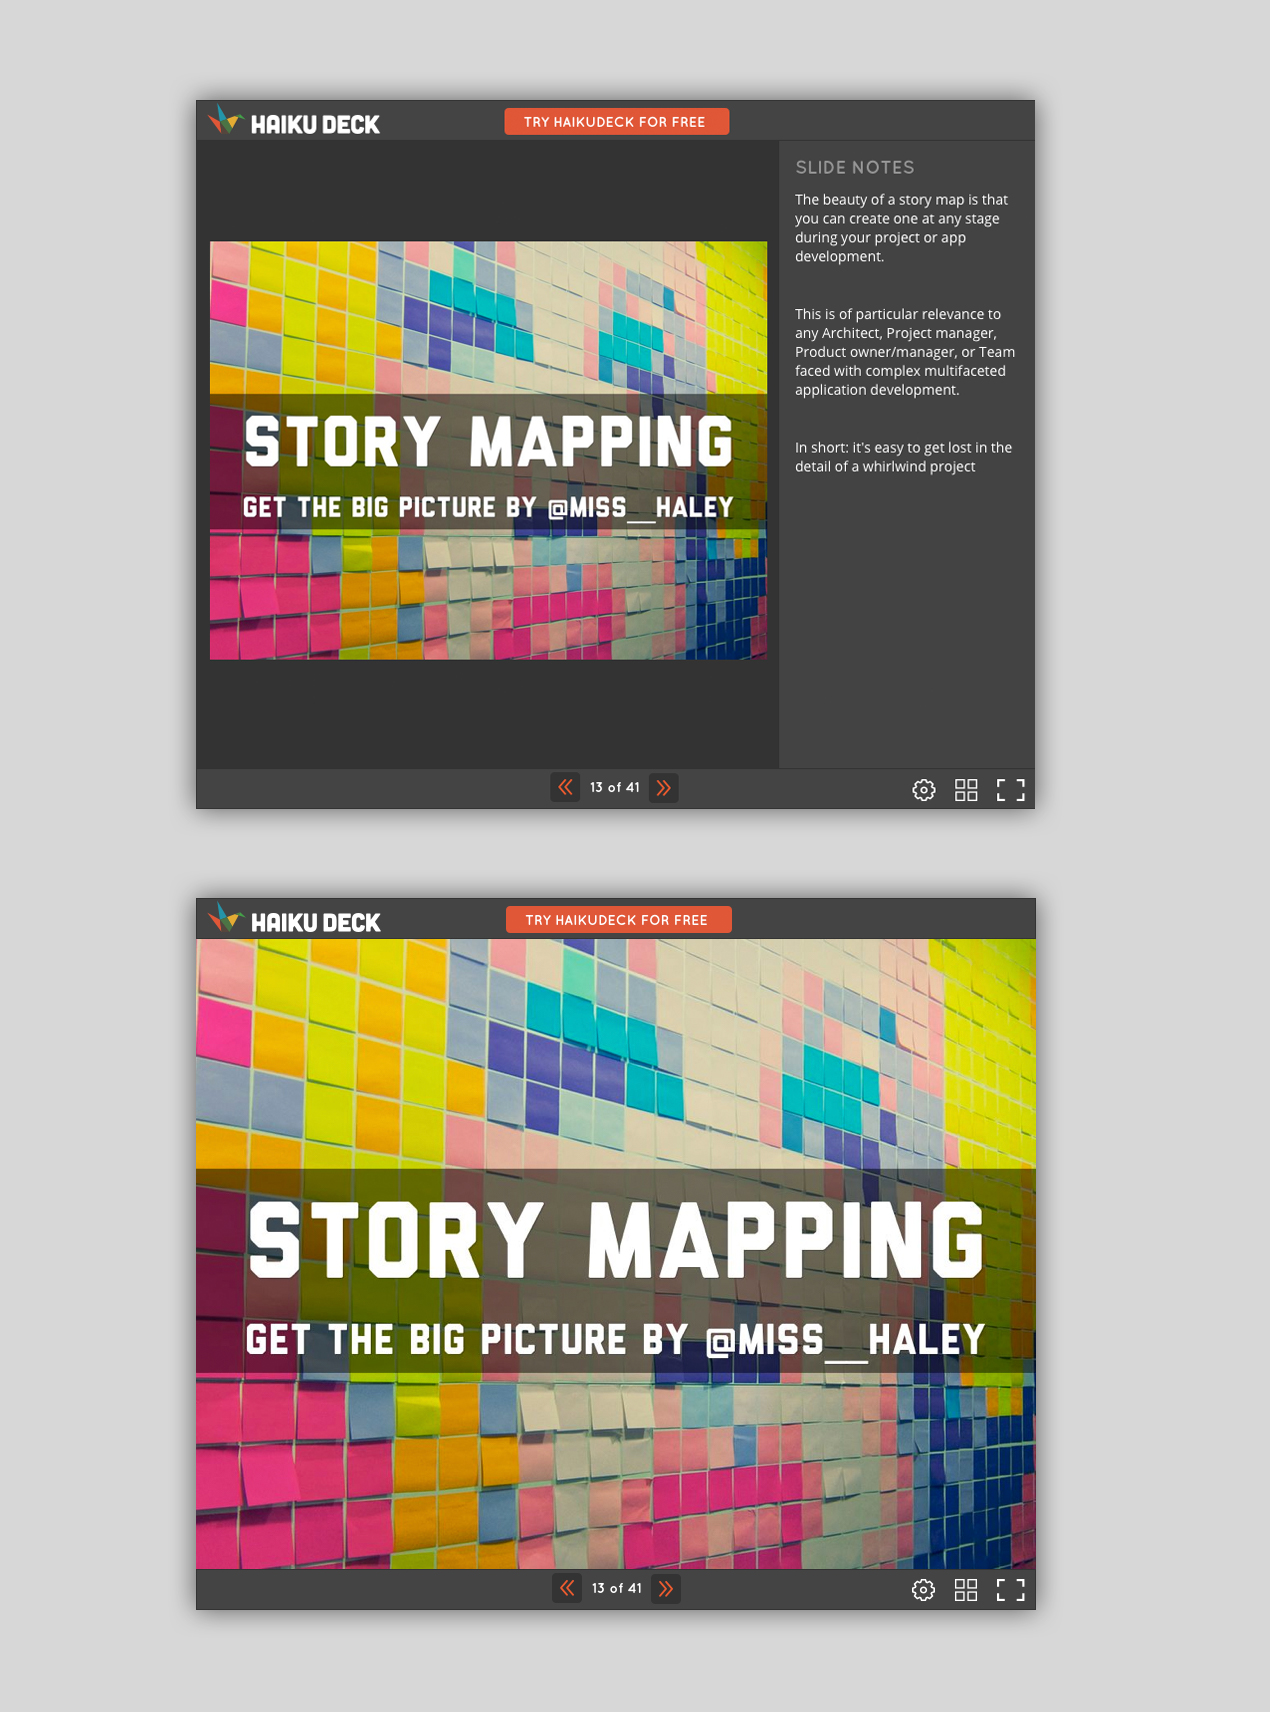 HAIKU DECK
TRY HAIKUDECK FOR FREE
STORY MAPPING
GET THE BIG PICTURE BY @MISS__HALEY
SLIDE NOTES
The beauty of a story map is that
you can create one at any stage
during your project or app
development.
This is of particular relevance to
any Architect, Project manager,
Product owner/manager, or Team
faced with complex multifaceted
application development.
In short: it's easy to get lost in the
detail of a whirlwind project
13 of 41
HAIKU DECK
TRY HAIKUDECK FOR FREE
STORY MAPPING
GET THE BIG PICTURE BY @MISS__HALEY
13 of 41